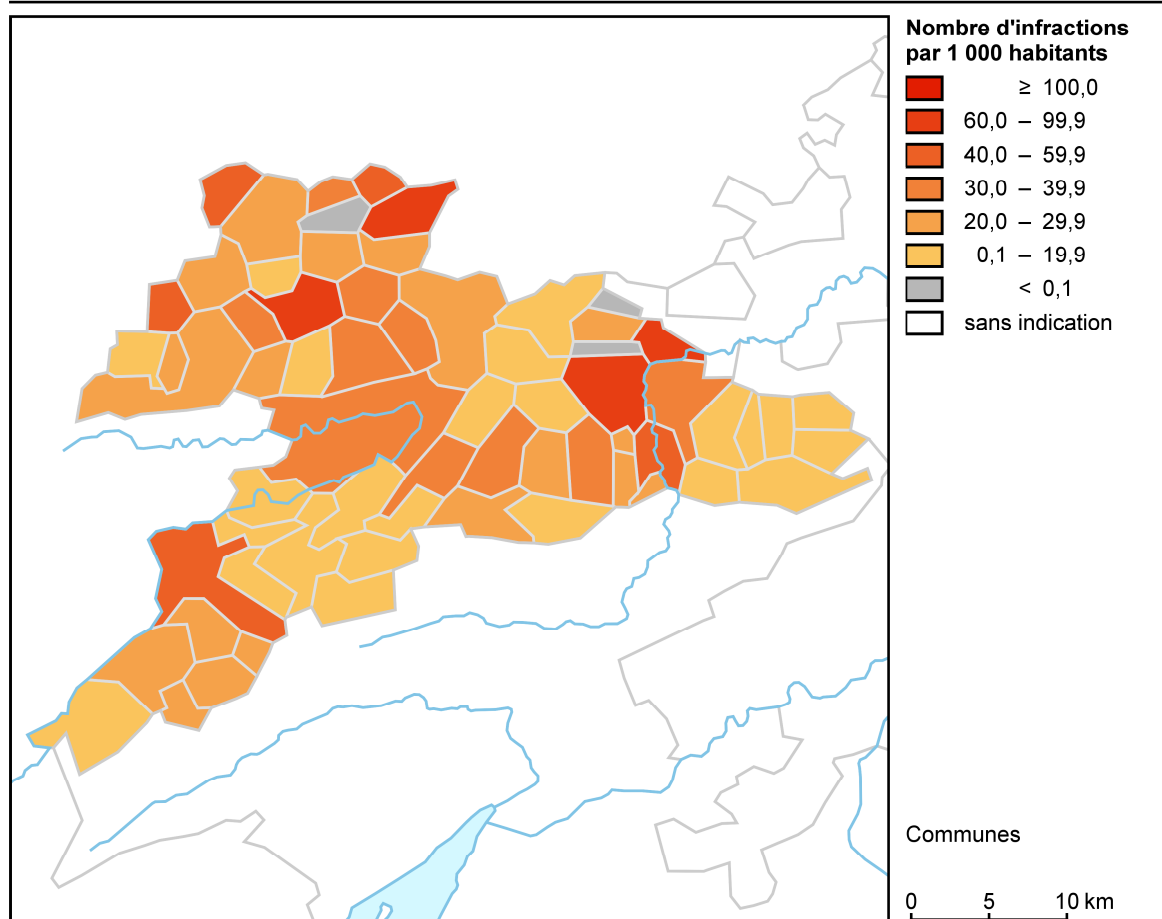 Nombre d'infractions
par 1 000 habitants
≥ 100,0
60,0 – 99,9
40,0 – 59,9
30,0 – 39,9
20,0 – 29,9
0,1 – 19,9
< 0,1
sans indication
Communes
0 5 10 km